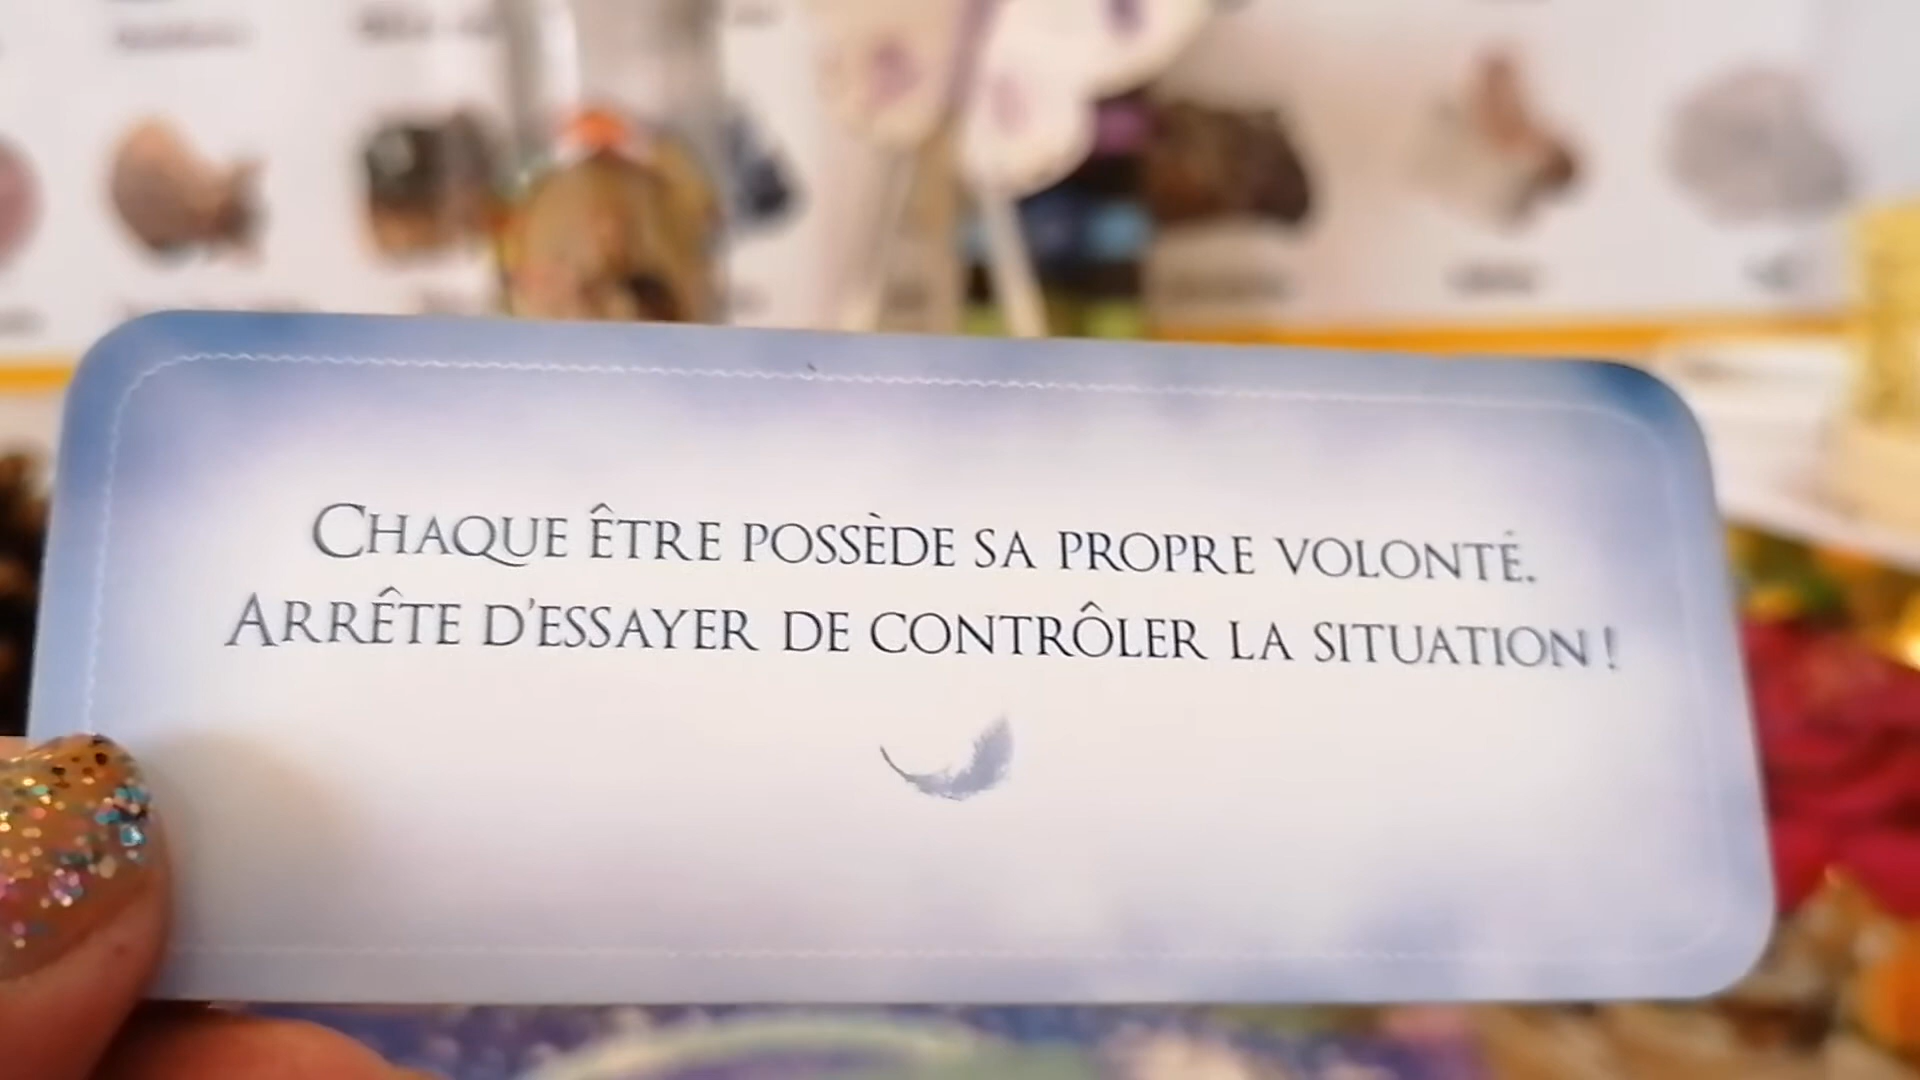 Chaque être possède sa propre volonté.
Arrête d'essayer de contrôler la situation !